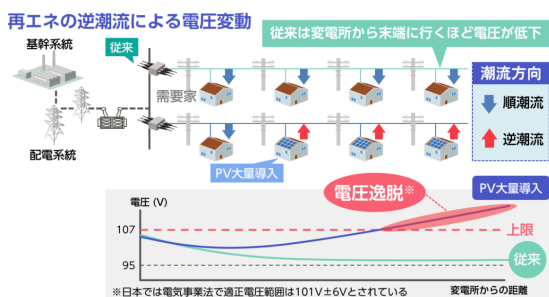 再エネの逆潮流による電圧変動
基幹系統
従来
従来は変電所から末端に行くほど電圧が低下
需要家
潮流方向
順潮流
逆潮流
配電系統
PV大量導入
電圧逸脱※
PV大量導入
電圧 (V)
107
上限
従来
95
※日本では電気事業法で適正電圧範囲は101V±6Vとされている
変電所からの距離